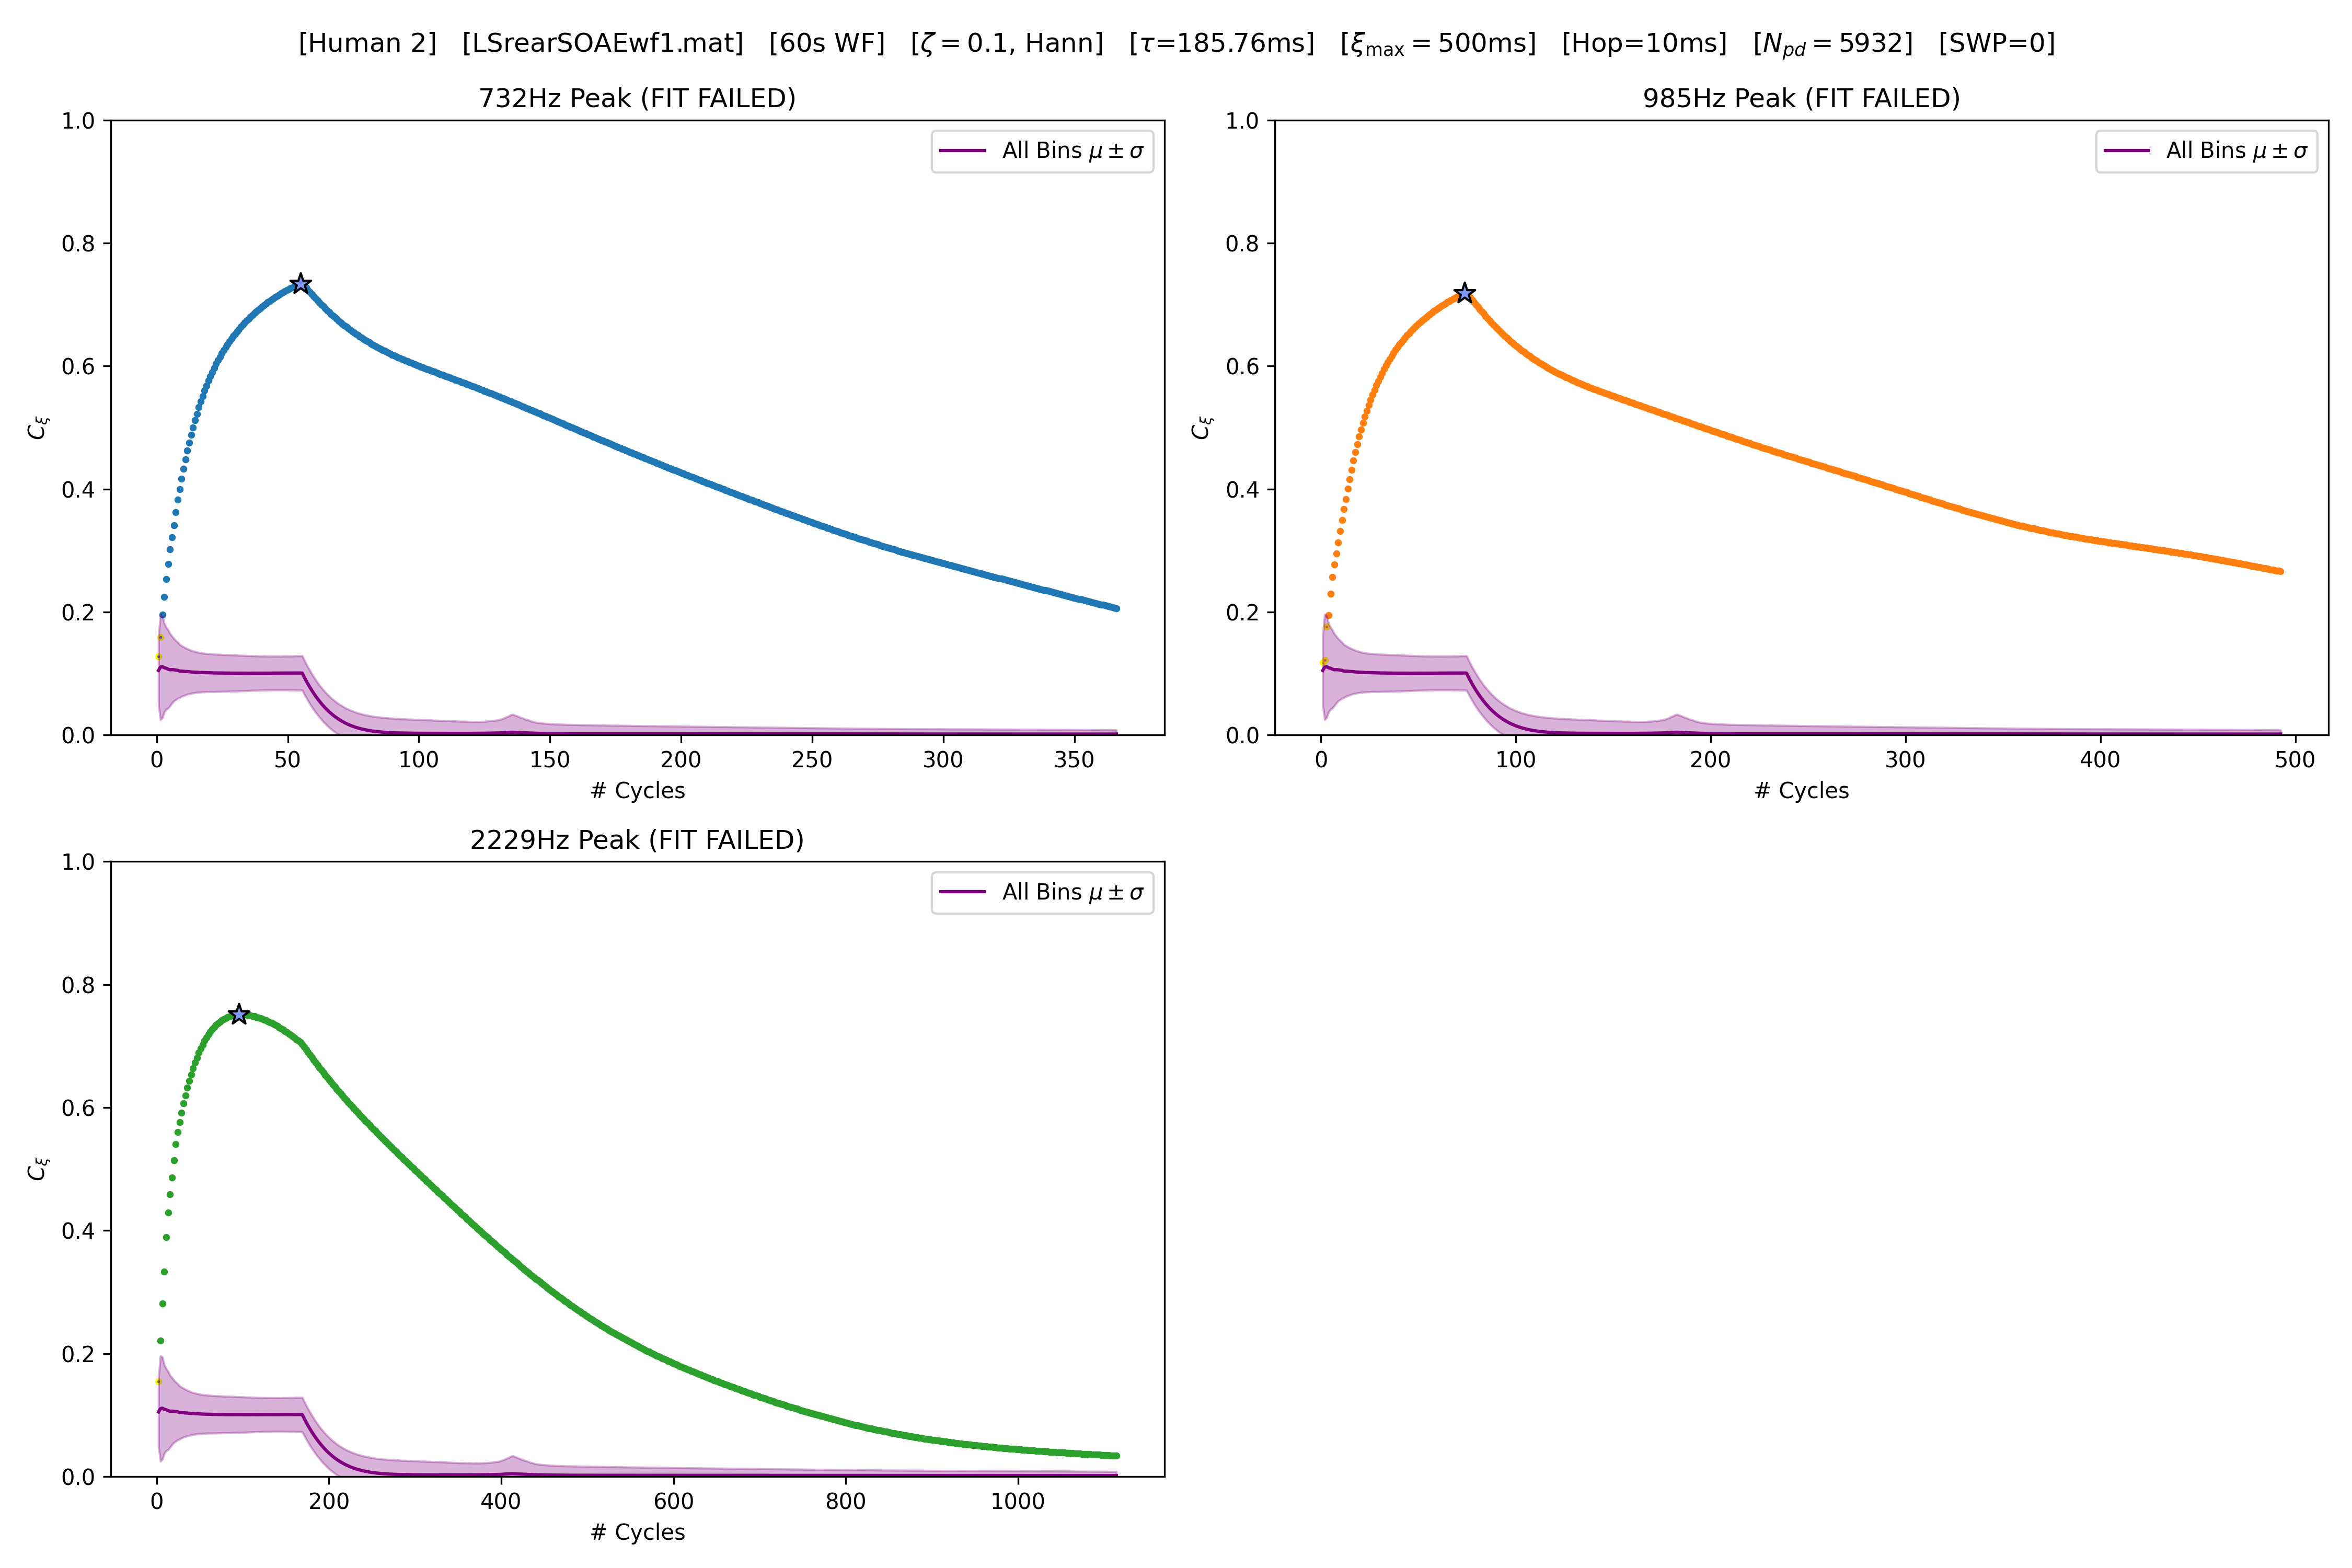 [Human 2] [LSrearSOAEwf1.mat] [60s WF] [ζ = 0.1, Hann] [τ=185.76ms] [ξmax = 500ms] [Hop=10ms] [Npd = 5932] [SWP=0]
732Hz Peak (FIT FAILED)
1.0
0.8
0.6
0.4
0.2
0.0
Cξ
All Bins μ ± σ
0 50 100 150 200 250 300 350
# Cycles
985Hz Peak (FIT FAILED)
1.0
0.8
0.6
0.4
0.2
0.0
Cξ
All Bins μ ± σ
0 100 200 300 400 500
# Cycles
2229Hz Peak (FIT FAILED)
1.0
0.8
0.6
0.4
0.2
0.0
Cξ
All Bins μ ± σ
0 200 400 600 800 1000
# Cycles